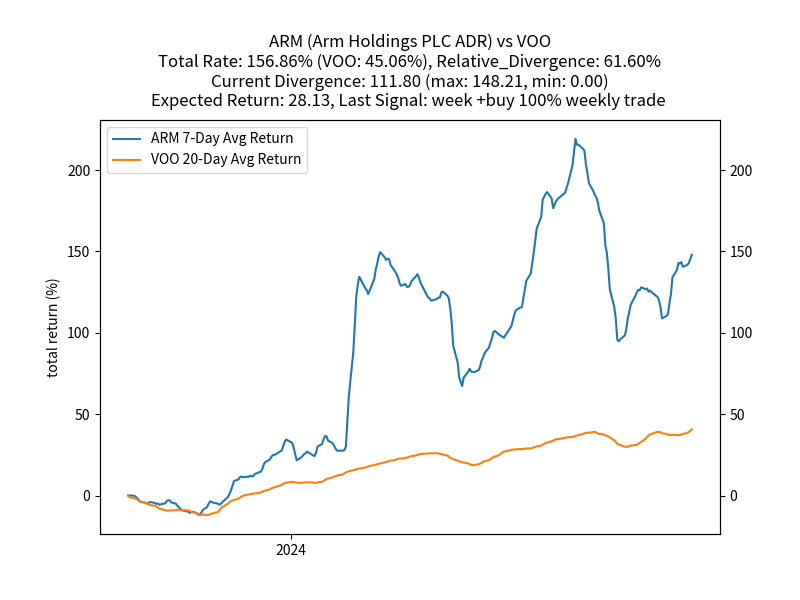 ARM (Arm Holdings PLC ADR) vs VOO
Total Rate: 156.86% (VOO: 45.06%), Relative_Divergence: 61.60%
Current Divergence: 111.80 (max: 148.21, min: 0.00)
Expected Return: 28.13, Last Signal: week +buy 100% weekly trade
ARM 7-Day Avg Return
VOO 20-Day Avg Return
200
150
100
50
0
total return (%)
200
150
100
50
0
2024